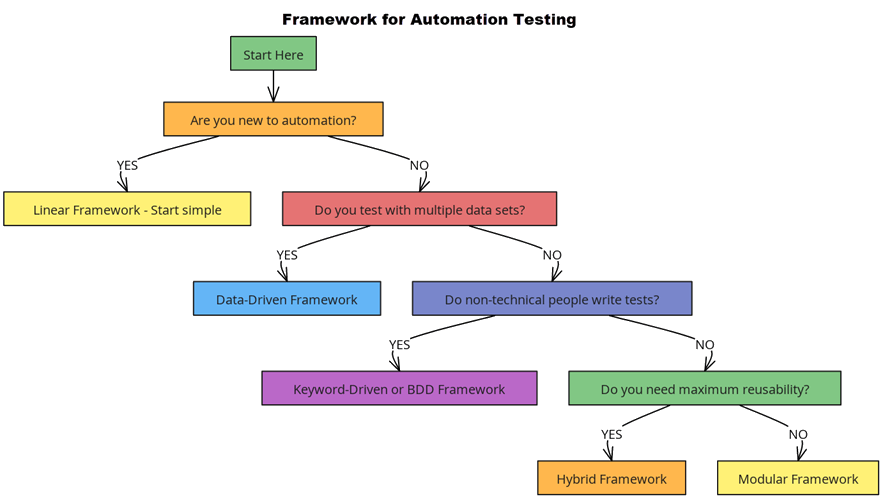 Framework for Automation Testing
Start Here
Are you new to automation?
YES
NO
Linear Framework - Start simple
Do you test with multiple data sets?
YES
NO
Data-Driven Framework
Do non-technical people write tests?
YES
NO
Keyword-Driven or BDD Framework
Do you need maximum reusability?
YES
NO
Hybrid Framework
Modular Framework